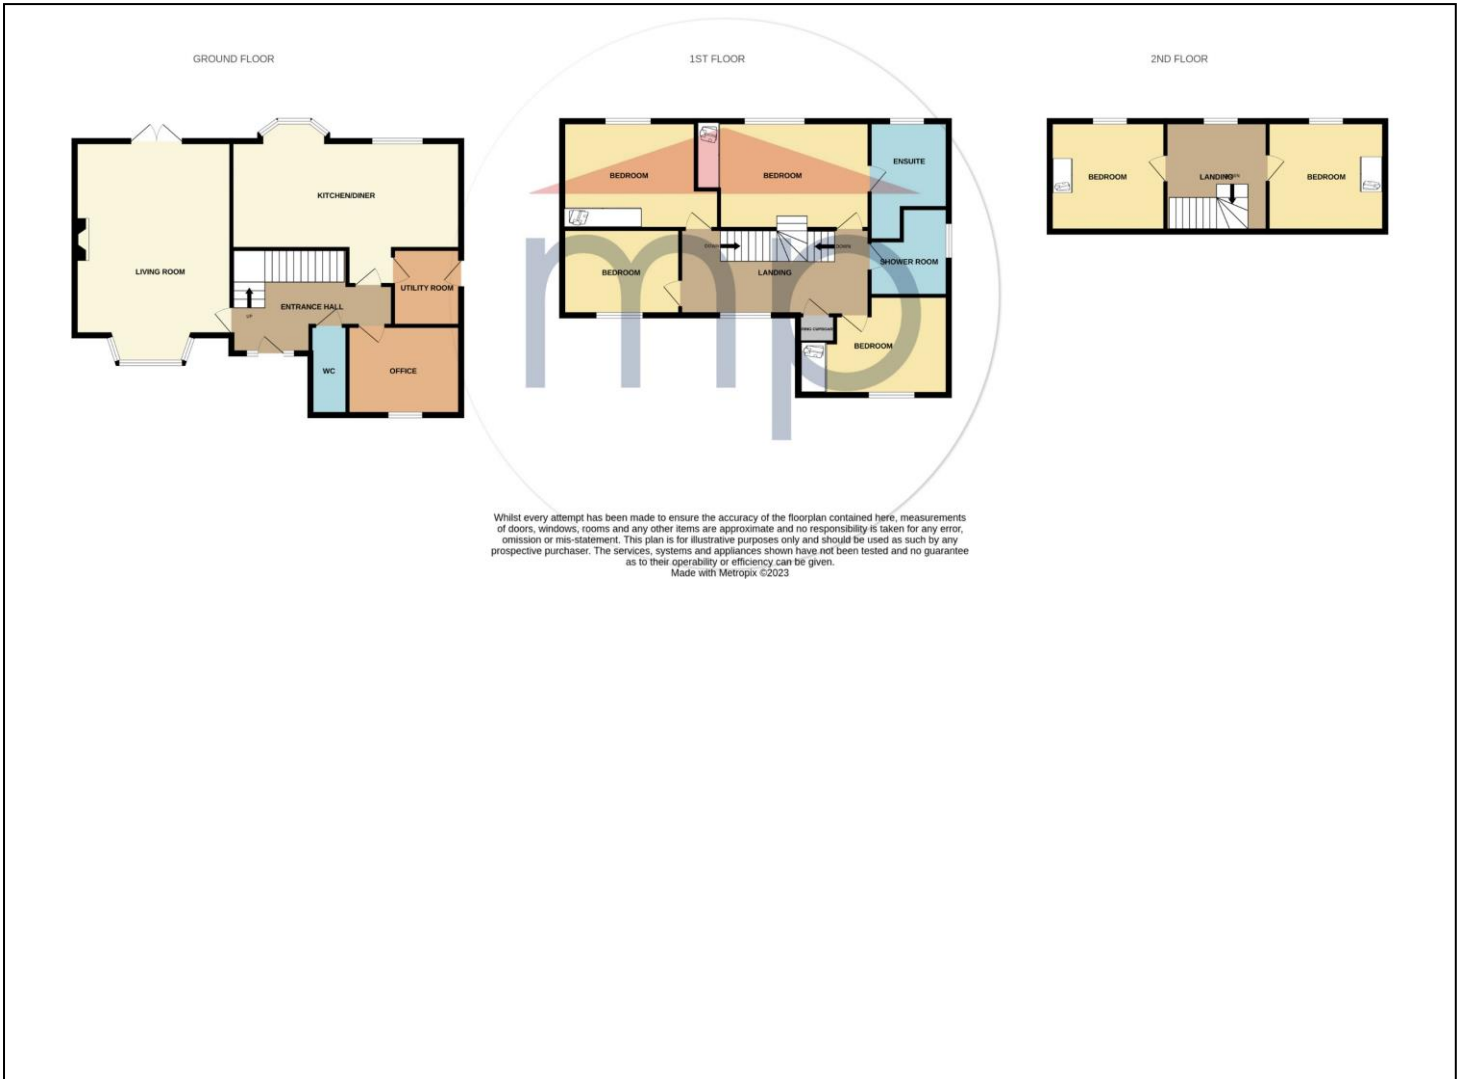 GROUND FLOOR
1ST FLOOR
2ND FLOOR
LIVING ROOM
KITCHEN/DINER
ENTRANCE HALL
UP
UTILITY ROOM
WC
OFFICE
BEDROOM
BEDROOM
ENSUITE
BEDROOM
LANDING
DOWN
SHOWER ROOM
BEDROOM
BEDROOM
LANDING
BEDROOM
mp
Whilst every attempt has been made to ensure the accuracy of the floorplan contained here, measurements
of doors, windows, rooms and any other items are approximate and no responsibility is taken for any error,
omission or mis-statement. This plan is for illustrative purposes only and should be used as such by any
prospective purchaser. The services, systems and appliances shown have not been tested and no guarantee
as to their operability or efficiency can be given.
Made with Metropix ©2023